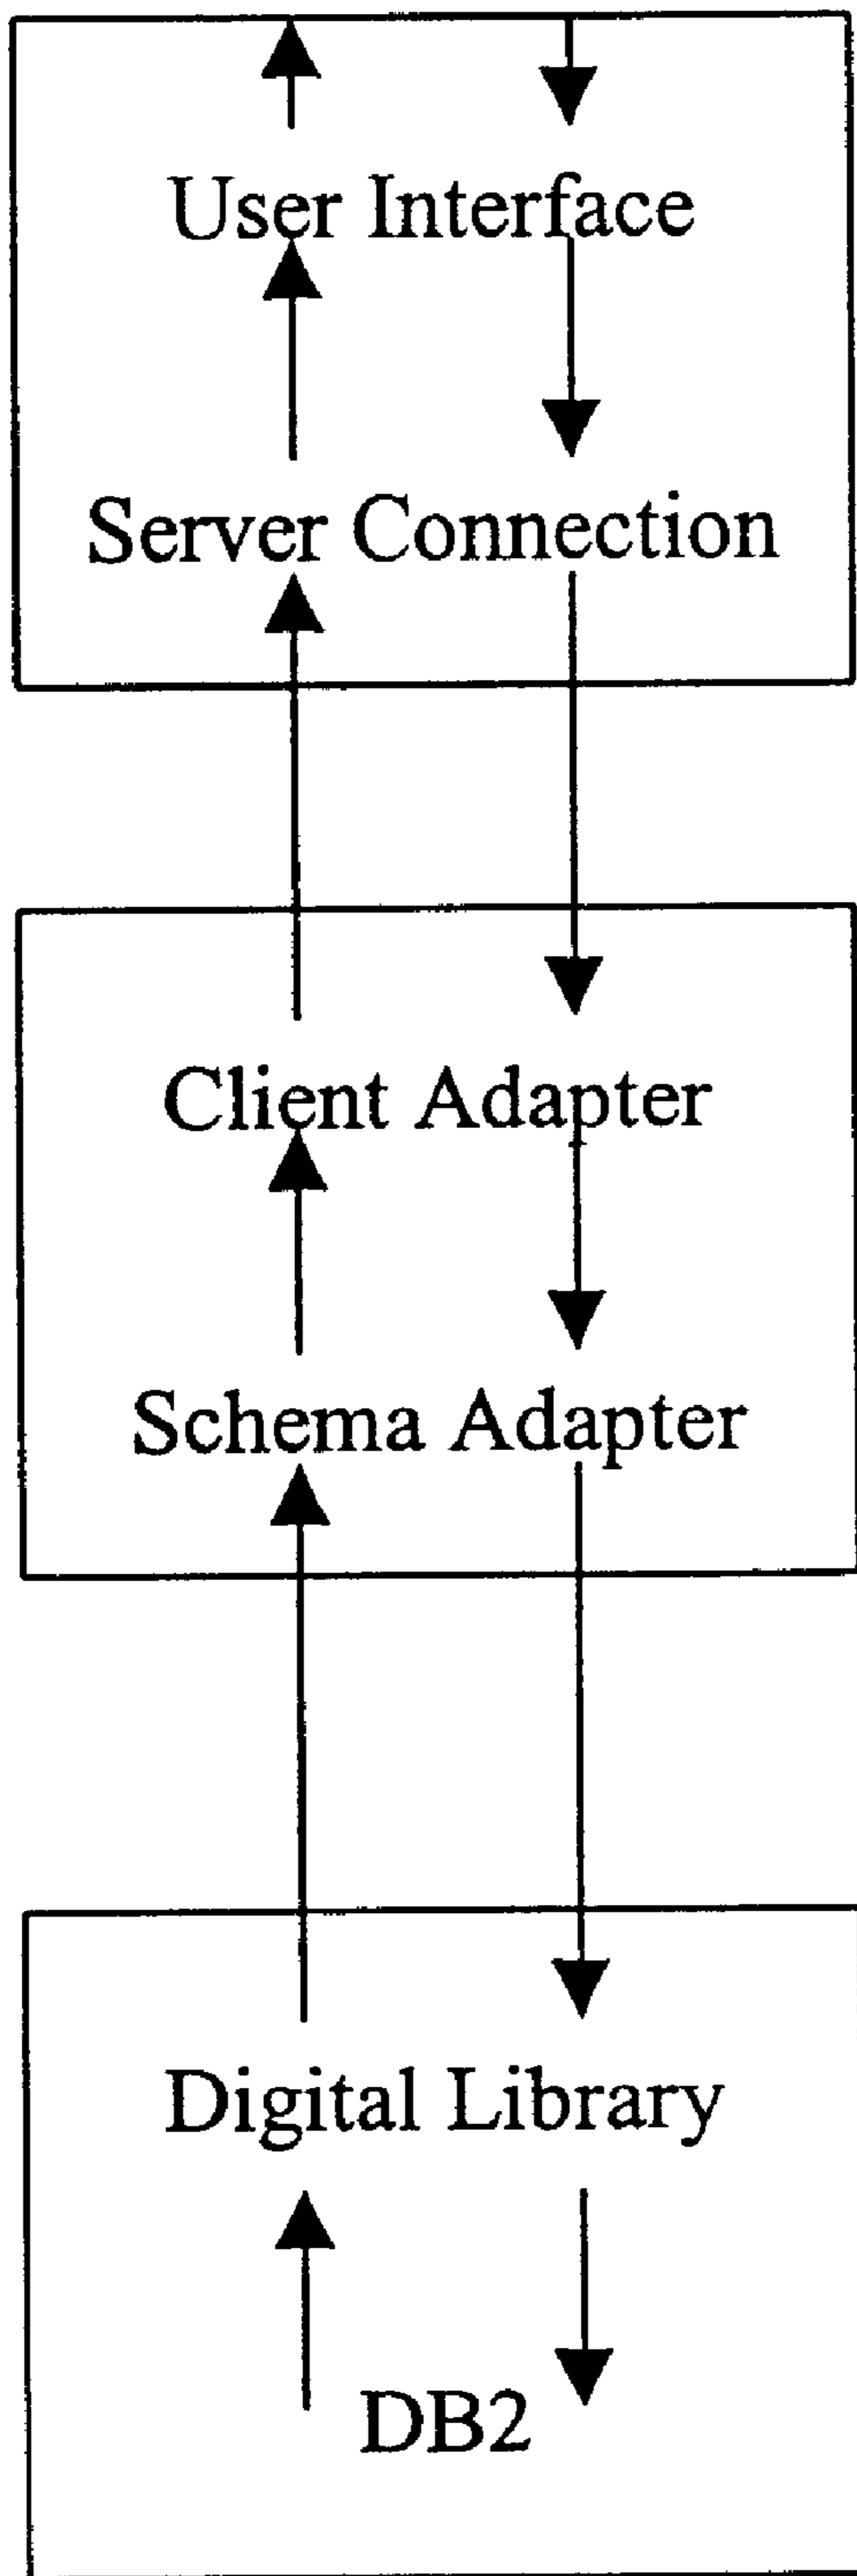 User Interface
Server Connection
Client Adapter
Schema Adapter
Digital Library
DB2